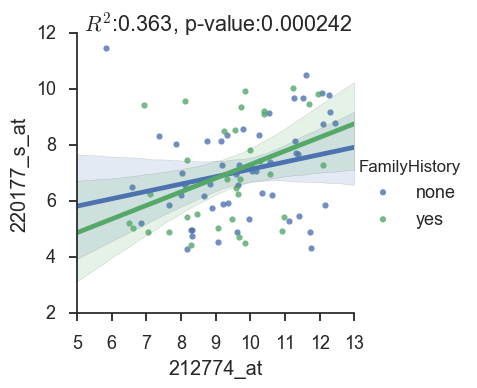 R²:0.363, p-value:0.000242
12
10
8
6
4
2
220177_s_at
5 6 7 8 9 10 11 12 13
212774_at
FamilyHistory
none
yes